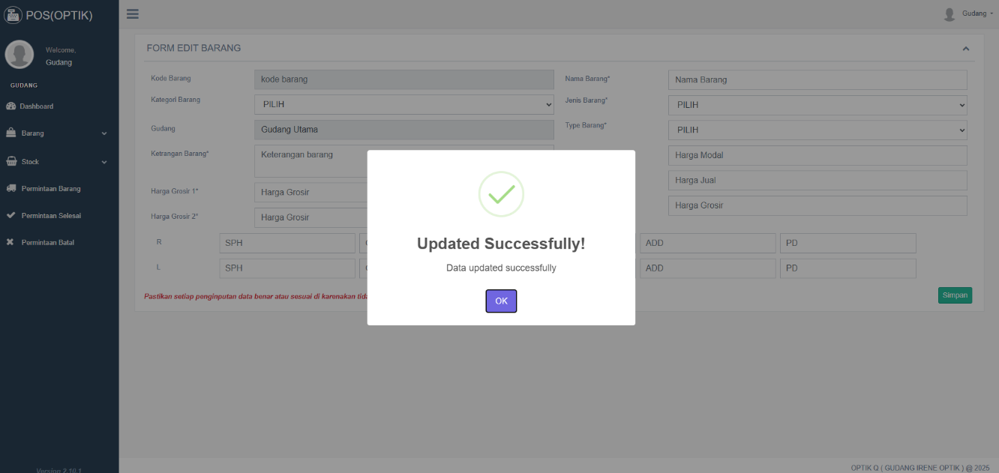 POS(OPTIK)
Gudang
Welcome,
Gudang
GUDANG
Dashboard
Barang
Stock
Permintaan Barang
Permintaan Selesai
Permintaan Batal
Version 2.10.1
FORM EDIT BARANG
Kode Barang
kode barang
Nama Barang*
Nama Barang
Kategori Barang
PILIH
Jenis Barang*
PILIH
Gudang
Gudang Utama
Type Barang*
PILIH
Ketrangan Barang*
Keterangan barang
Harga Modal
Harga Jual
Harga Grosir 1*
Harga Grosir
Harga Grosir
Harga Grosir 2*
Harga Grosir
R
SPH
ADD
PD
L
SPH
ADD
PD
Pastikan setiap penginputan data benar atau sesuai di karenakan
Simpan
Updated Successfully!
Data updated successfully
OK
OPTIK Q ( GUDANG IRENE OPTIK ) @ 2025